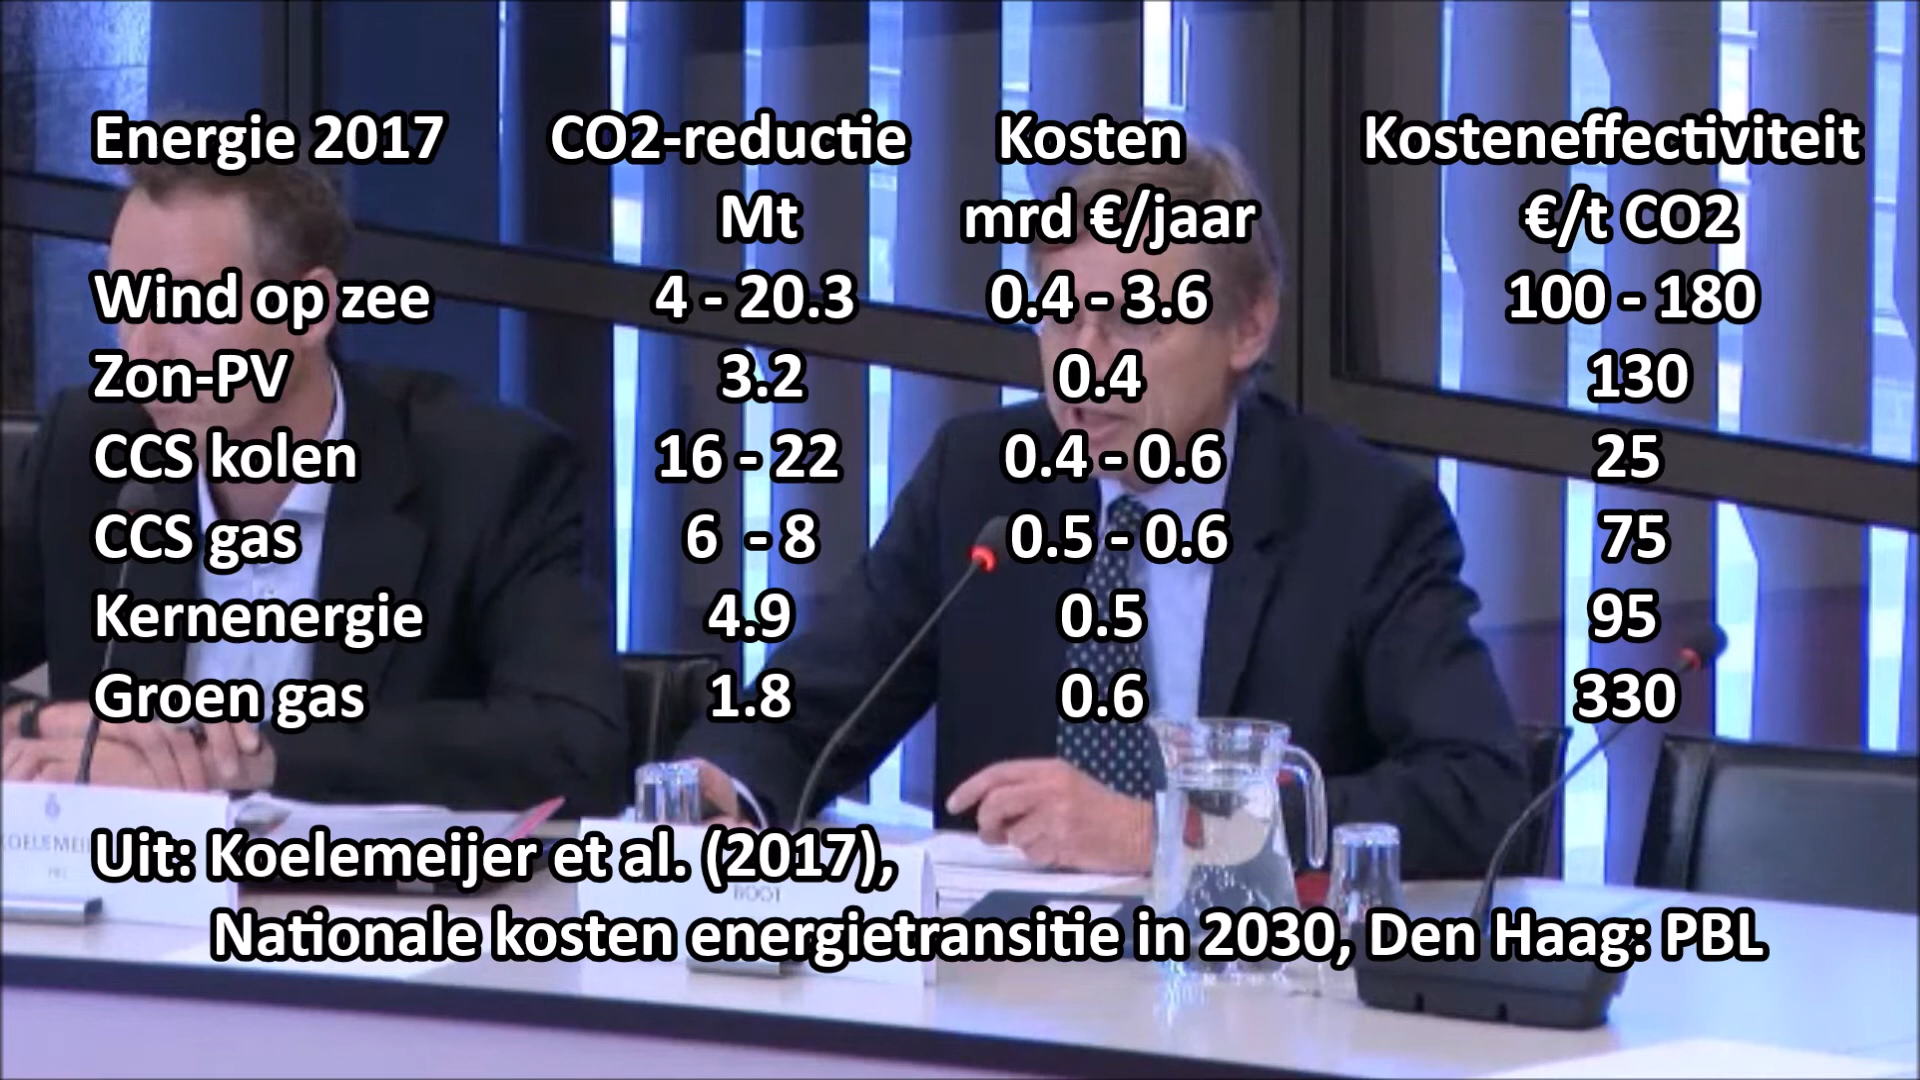 Energie 2017 CO2-reductie Kosten Kosteneffectiviteit
Mt mrd €/jaar €/t CO2
Wind op zee 4 - 20.3 0.4 - 3.6 100 - 180
Zon-PV 3.2 0.4 130
CCS kolen 16 - 22 0.4 - 0.6 25
CCS gas 6 - 8 0.5 - 0.6 75
Kernenergie 4.9 0.5 95
Groen gas 1.8 0.6 330
Uit: Koelemeijer et al. (2017),
Nationale kosten energietransitie in 2030, Den Haag: PBL